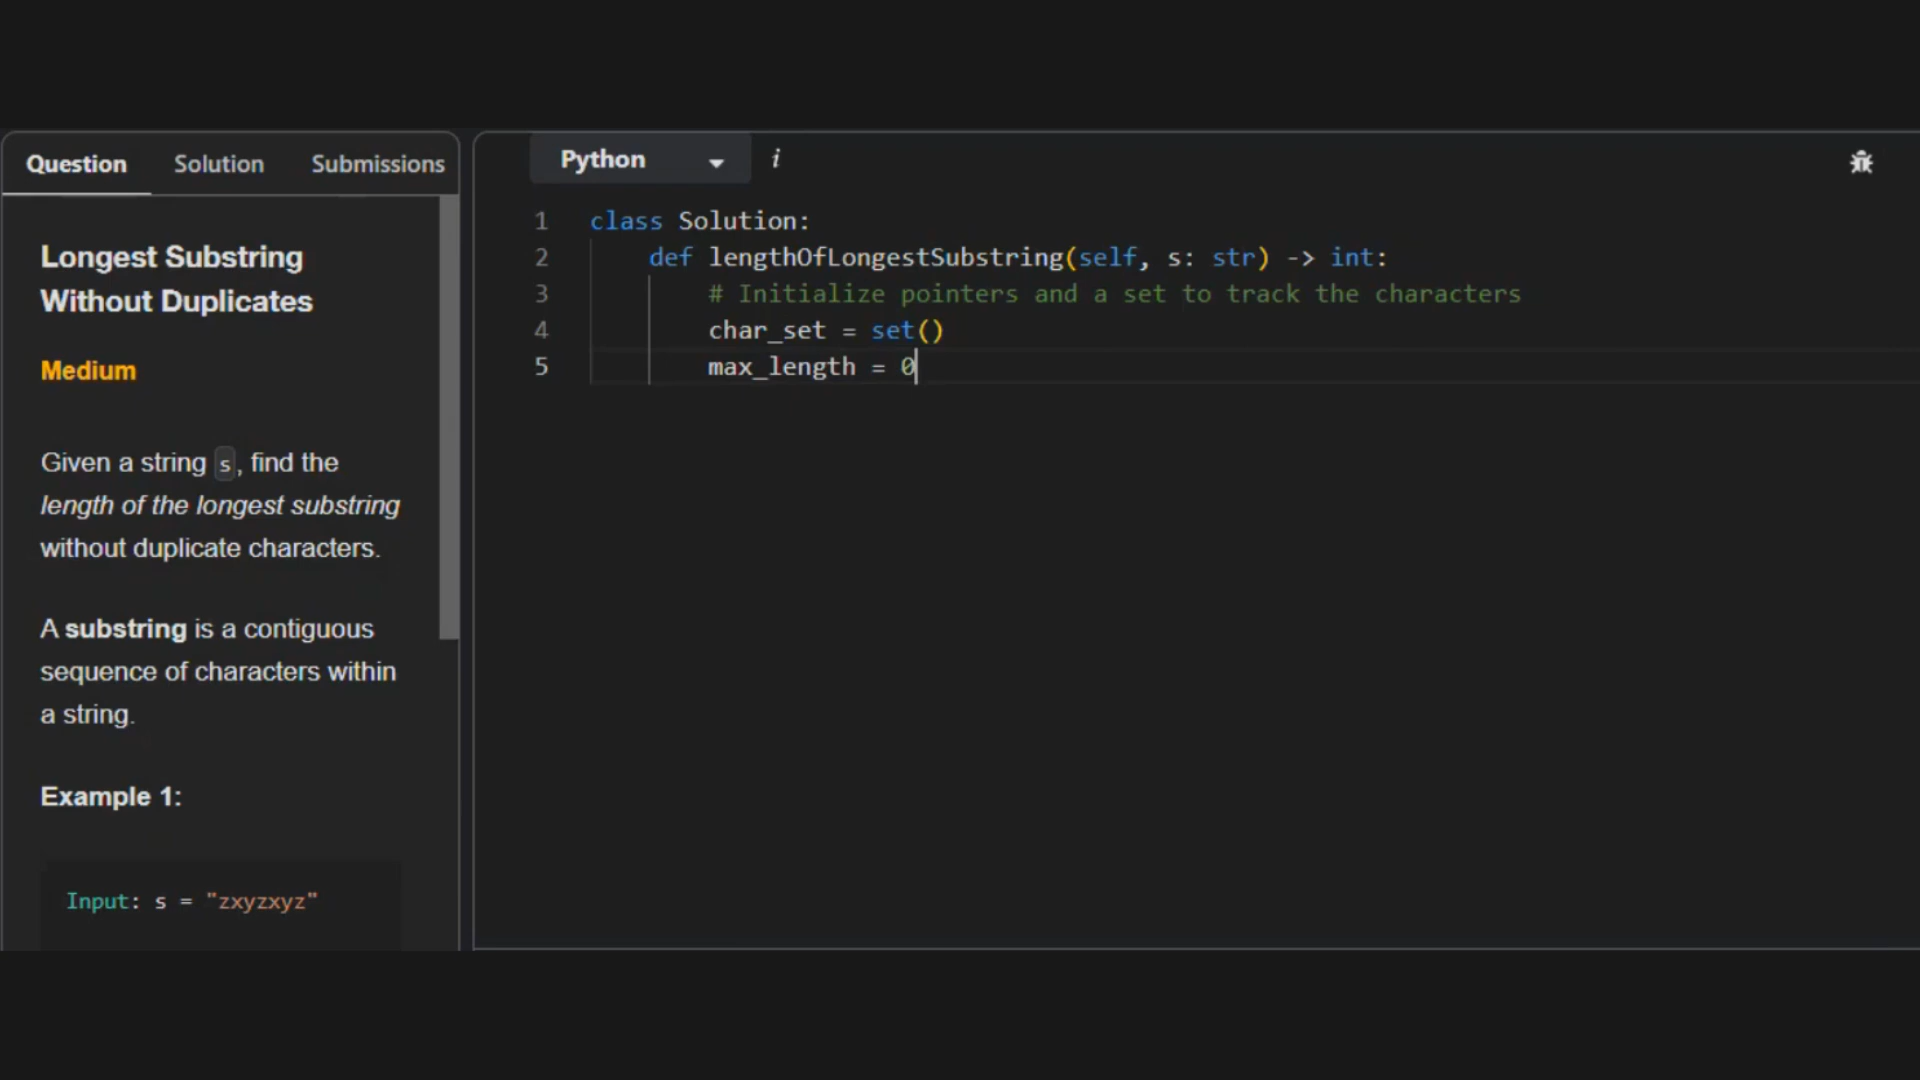 Question Solution Submissions
Longest Substring
Without Duplicates
Medium
Given a string s, find the
length of the longest substring
without duplicate characters.
A substring is a contiguous
sequence of characters within
a string.
Example 1:
Input: s = "zxyzxyz"
Python i
1 class Solution:
2 def lengthOfLongestSubstring(self, s: str) -> int:
3 # Initialize pointers and a set to track the characters
4 char_set = set()
5 max_length = 0